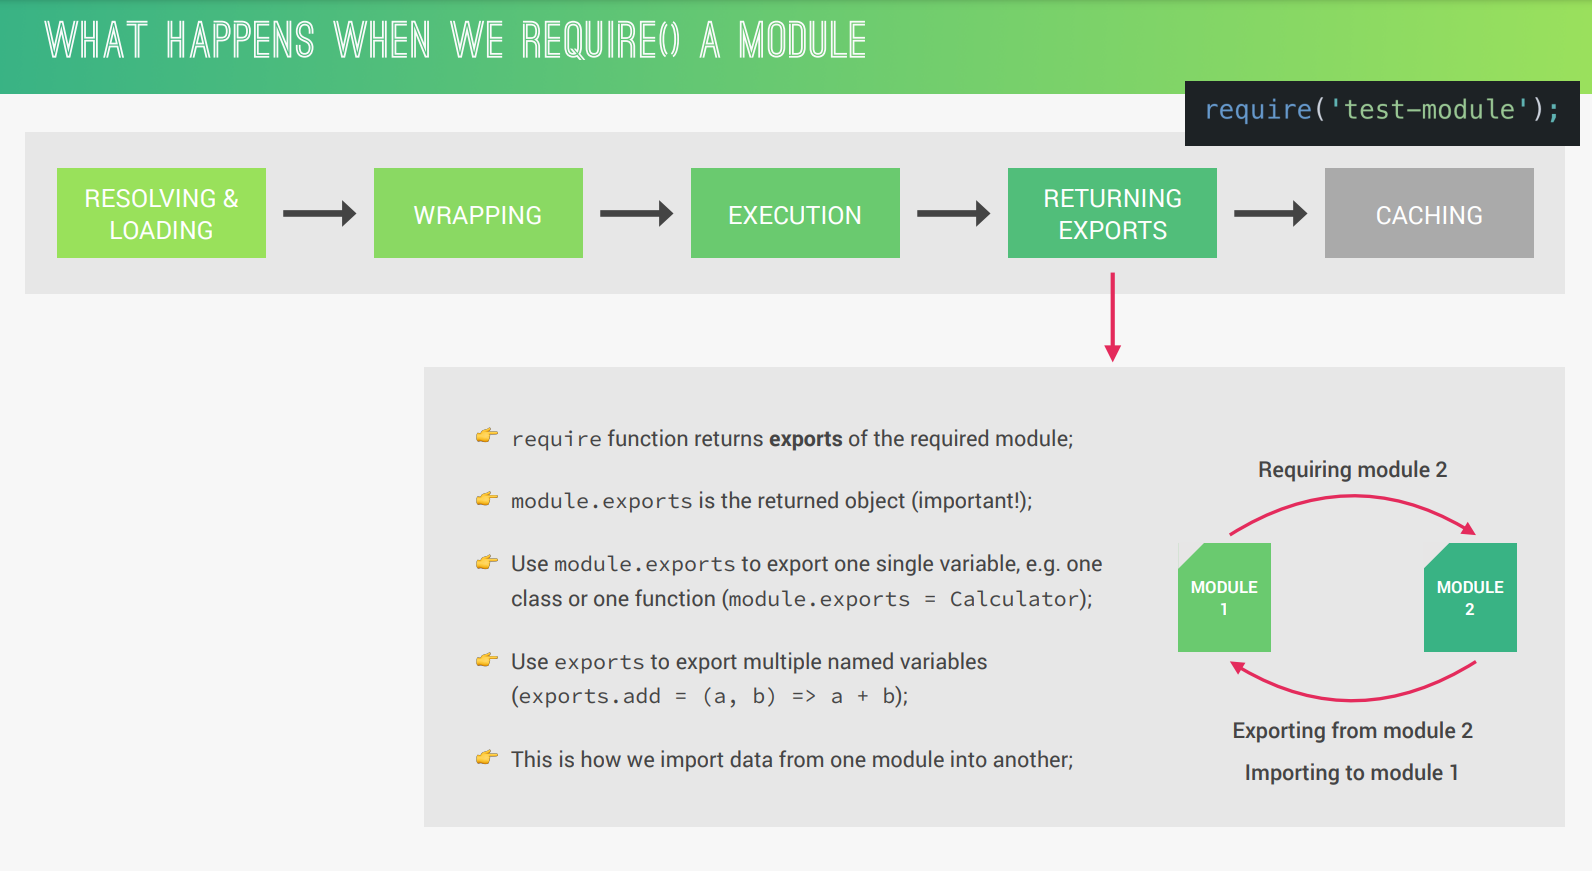 WHAT HAPPENS WHEN WE REQUIRE() A MODULE
require('test-module');
RESOLVING &
LOADING
WRAPPING
EXECUTION
RETURNING
EXPORTS
CACHING
require function returns exports of the required module;
module.exports is the returned object (important!);
Use module.exports to export one single variable, e.g. one
class or one function (module.exports = Calculator);
Use exports to export multiple named variables
(exports.add = (a, b) => a + b);
This is how we import data from one module into another;
Requiring module 2
MODULE
1
MODULE
2
Exporting from module 2
Importing to module 1